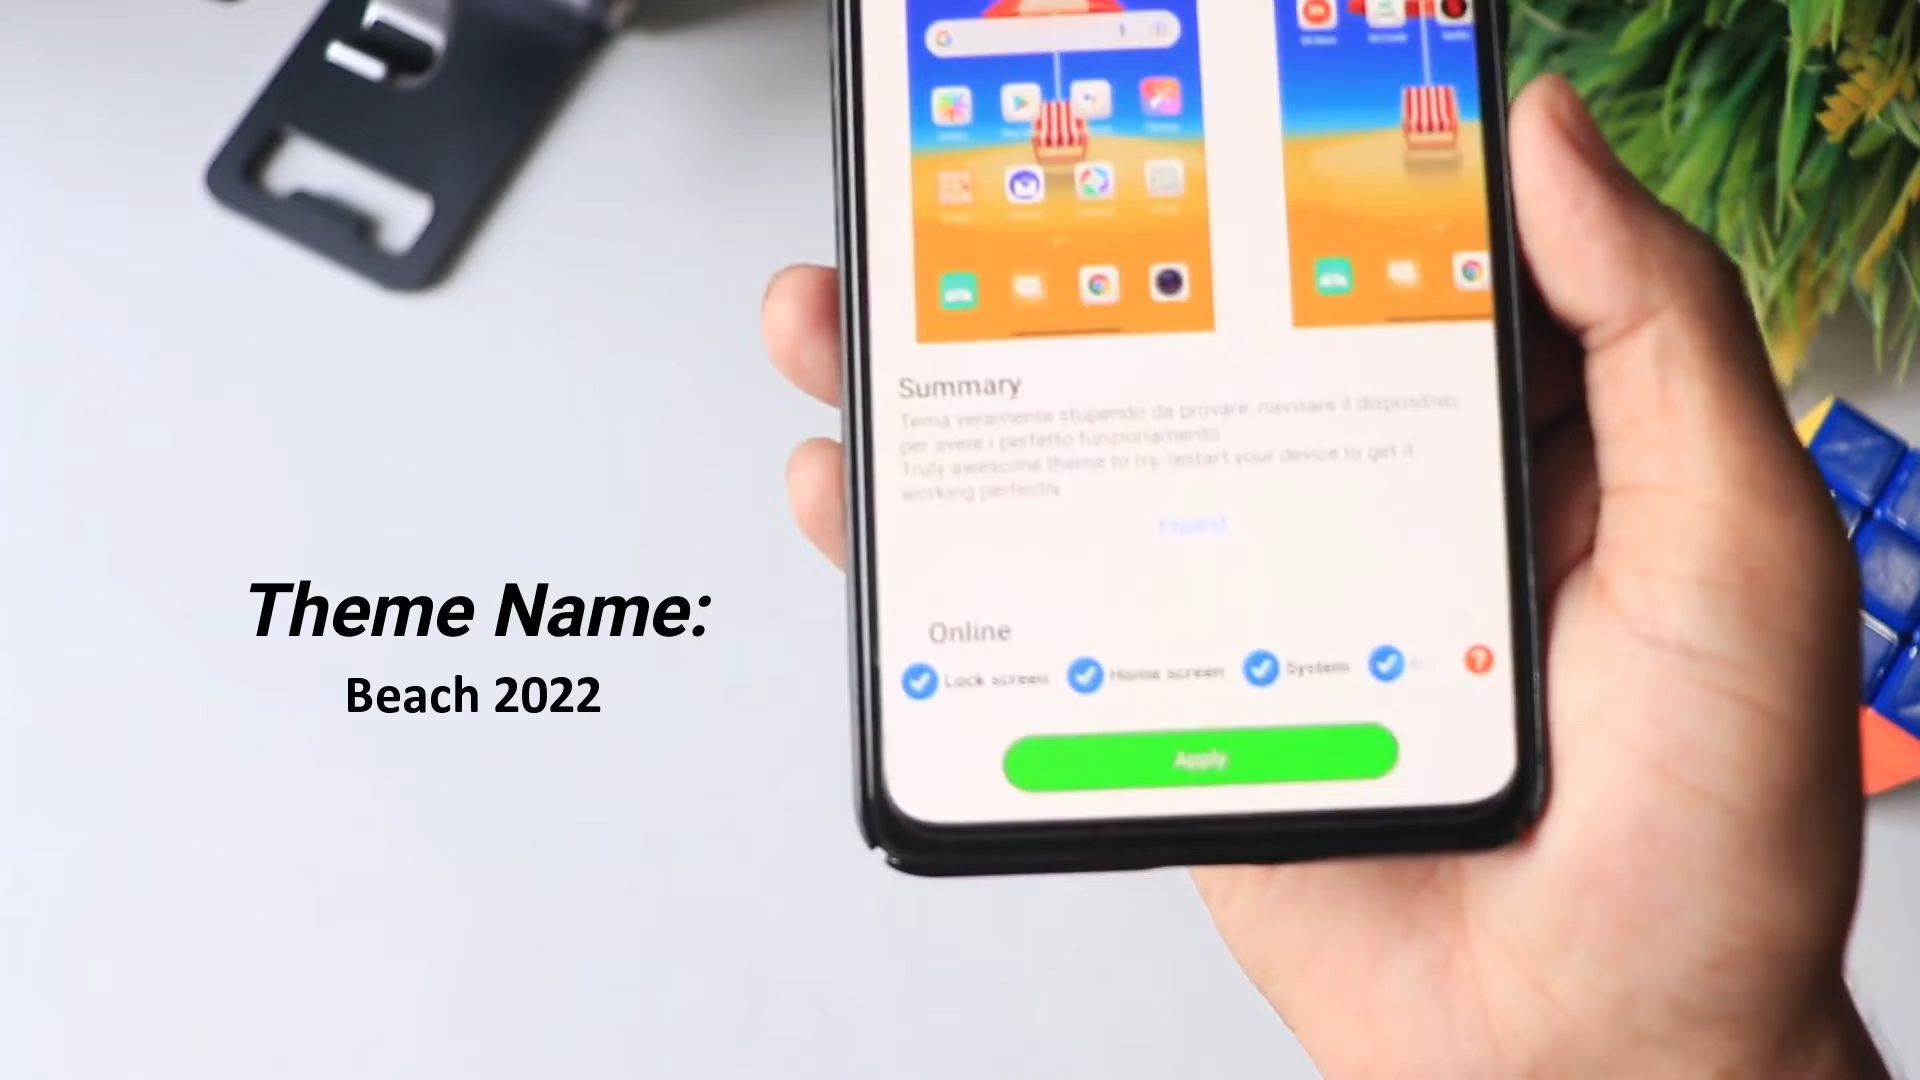 Summary
Tema veramente stupendo da provare, riavviare il dispositivo
per avere i perfetto funzionamento
Truly awesome theme to try, restart your device to get it
working perfectly
Expand
Theme Name:
Beach 2022
Online
Lock screen
Home screen
System
?
Apply